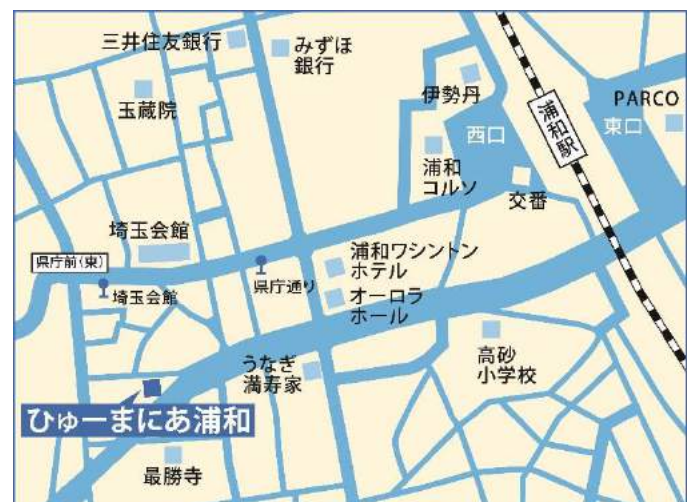 三井住友銀行
みずほ
銀行
玉蔵院
伊勢丹
PARCO
浦和駅
西口
東口
浦和
コルソ
交番
埼玉会館
県庁前(東)
埼玉会館
県庁通り
浦和ワシントン
ホテル
オーロラ
ホール
うなぎ
満寿家
高砂
小学校
ひゅーまにあ浦和
最勝寺